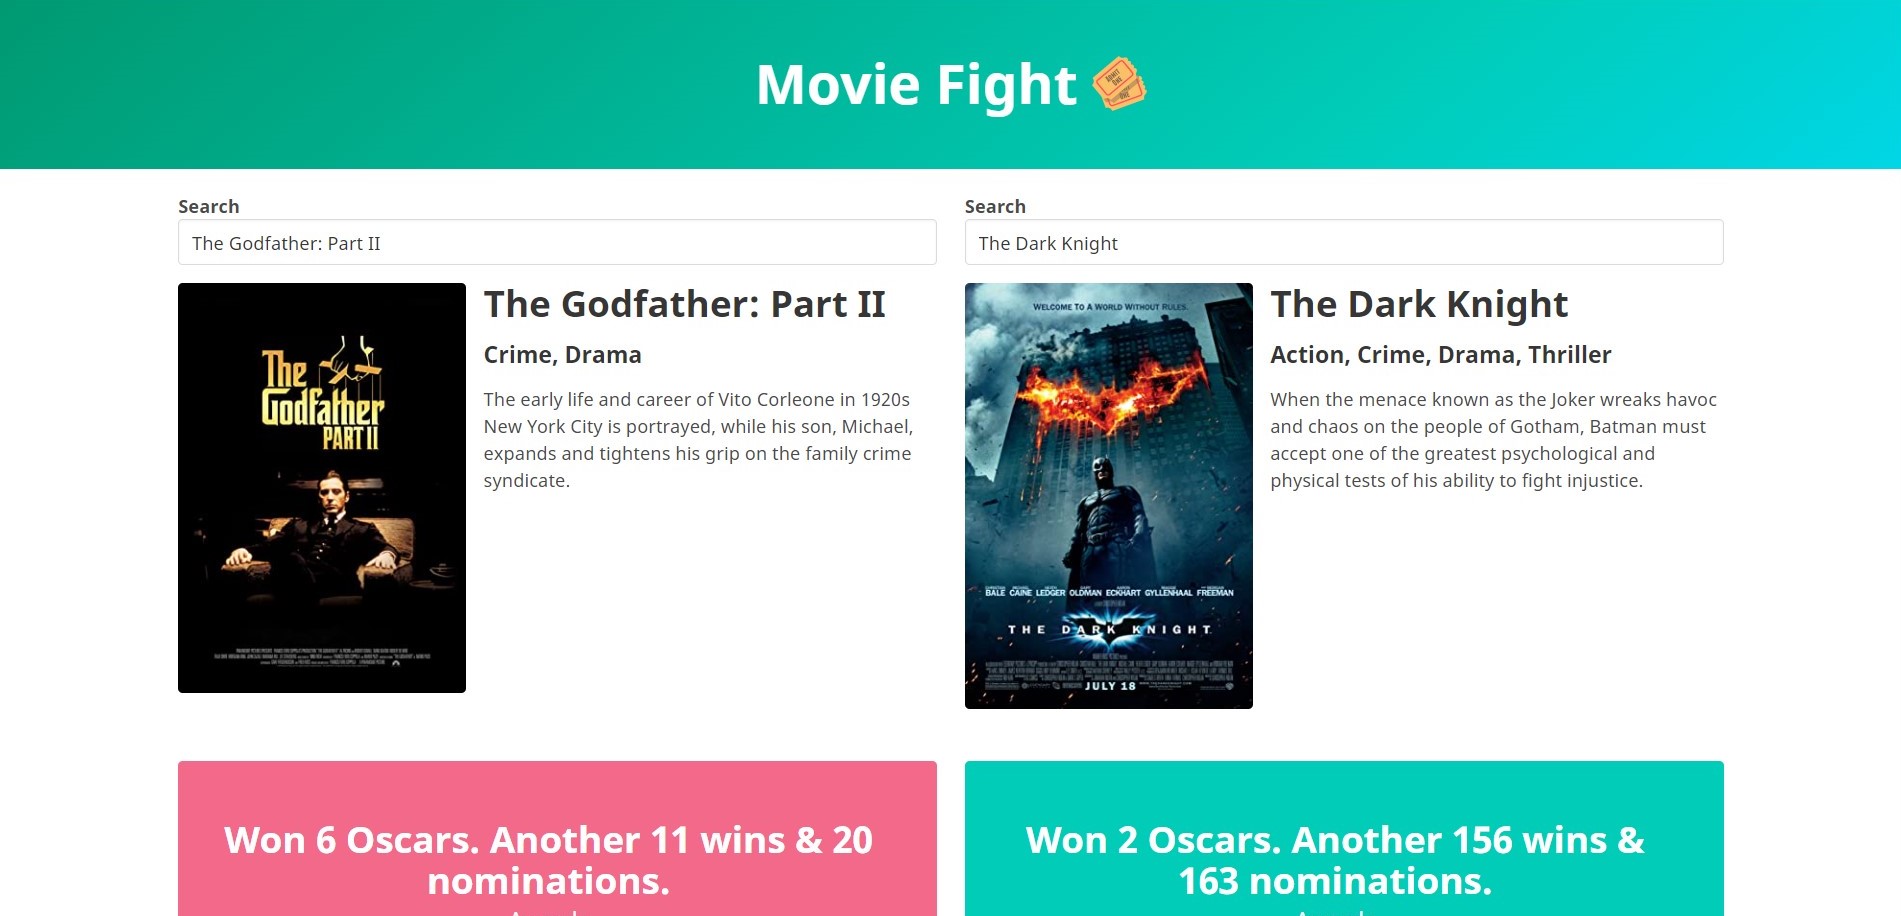 Movie Fight
ADMIT
ONE
ONE
Search
The Godfather: Part II
The
Godfather
PART II
The Godfather: Part II
Crime, Drama
The early life and career of Vito Corleone in 1920s
New York City is portrayed, while his son, Michael,
expands and tightens his grip on the family crime
syndicate.
Won 6 Oscars. Another 11 wins & 20
nominations.
Search
The Dark Knight
WELCOME TO A WORLD WITHOUT RULES.
BALE CAINE LEDGER OLDMAN ECKHART GYLLENHAAL FREEMAN
THE DARK KNIGHT
JULY 18
The Dark Knight
Action, Crime, Drama, Thriller
When the menace known as the Joker wreaks havoc
and chaos on the people of Gotham, Batman must
accept one of the greatest psychological and
physical tests of his ability to fight injustice.
Won 2 Oscars. Another 156 wins &
163 nominations.